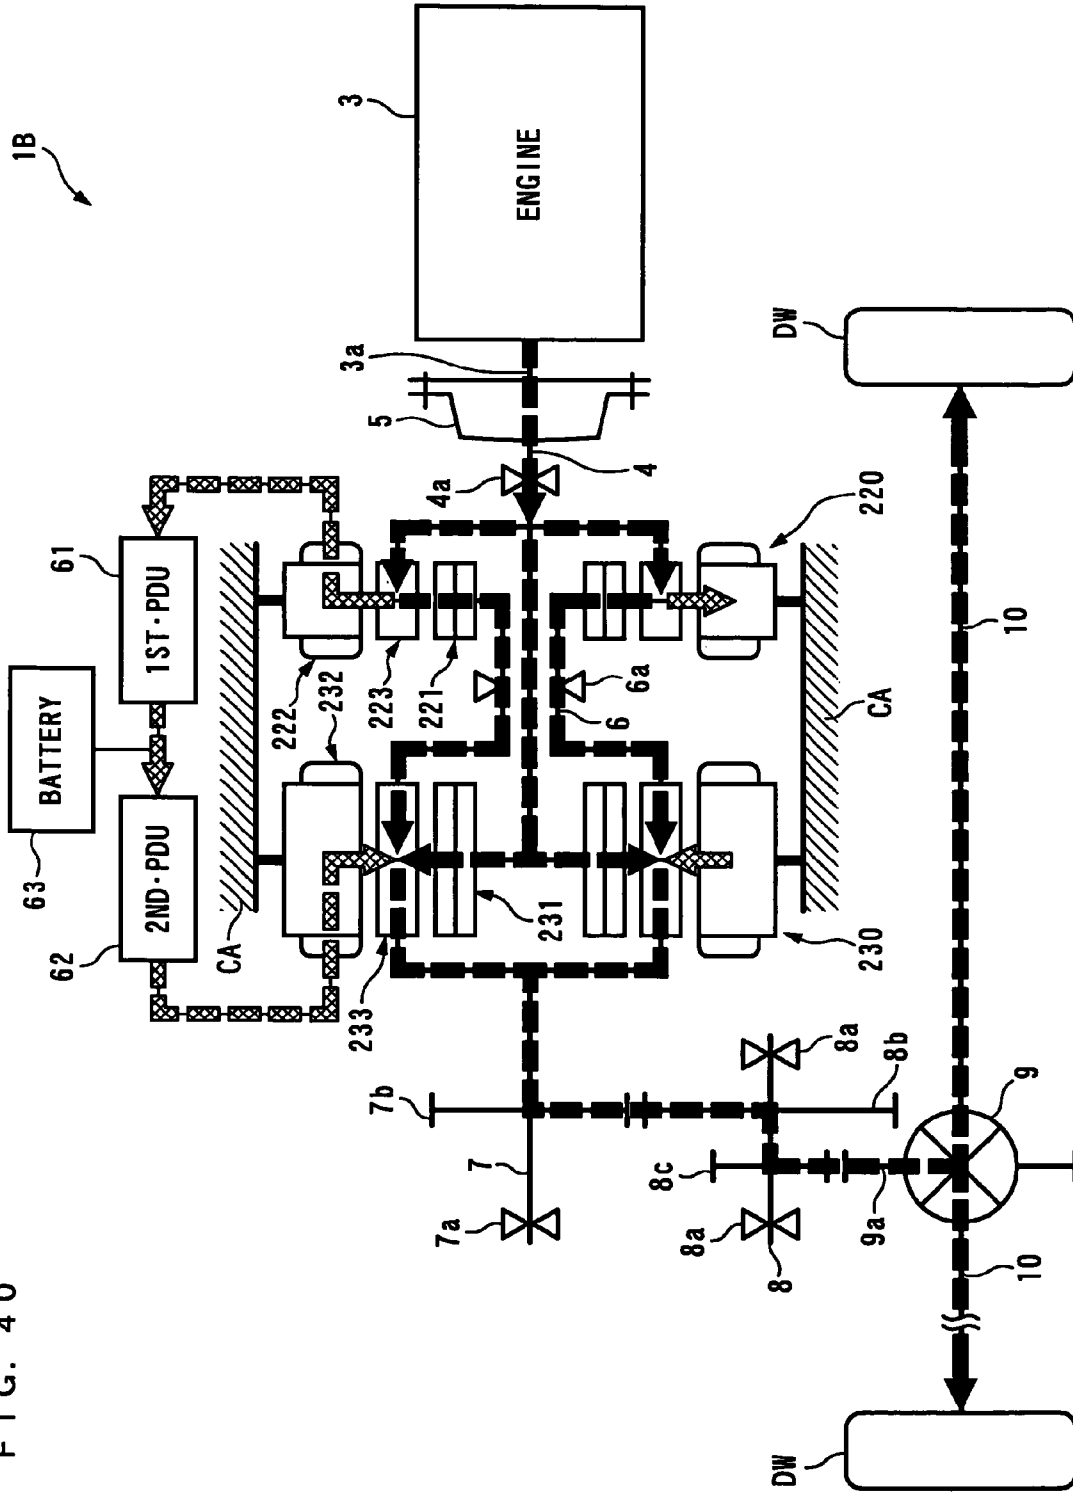 FIG.
1B
63
BATTERY
62
61
2ND·PDU
1ST·PDU
CA
222
232
3
3a
233
7b
223
5
221
7a
4a
7
ENGINE
231
6
6a
4
8c
8a
DW
8
DW
8a
9a
230
220
CA
8b
10
10
9